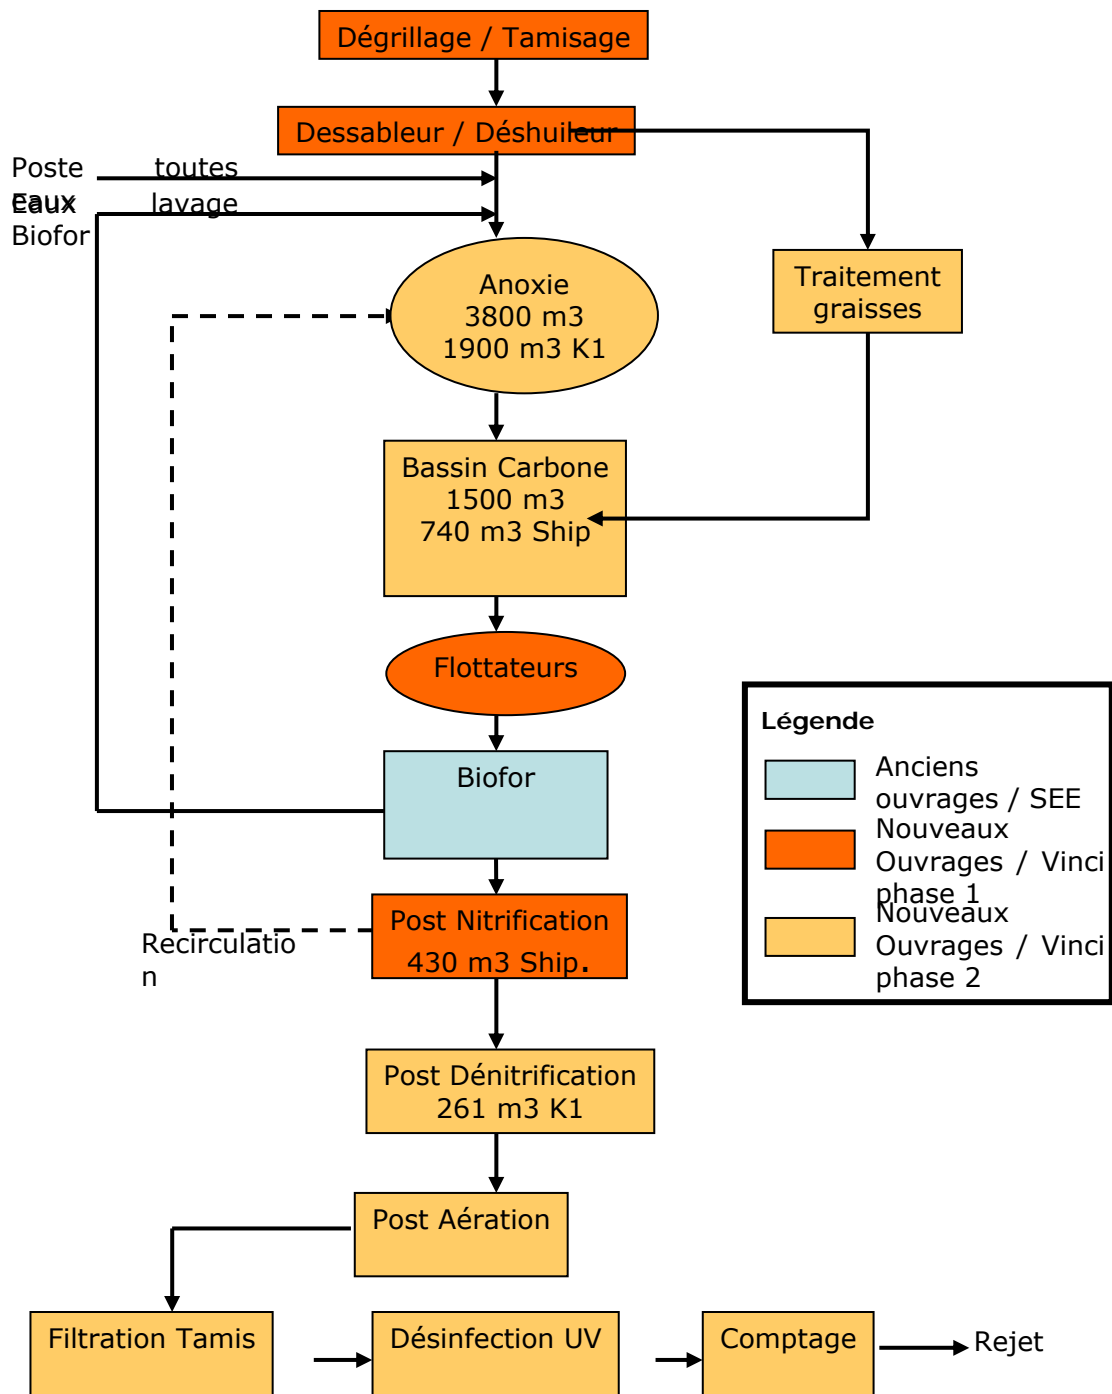 Dégrillage / Tamisage
Dessableur / Déshuileur
Poste toutes
eaux
Eaux lavage
Biofor
Anoxie
3800 m3
1900 m3 K1
Traitement
graisses
Bassin Carbone
1500 m3
740 m3 Ship
Flottateurs
Biofor
Légende
Anciens
ouvrages / SEE
Nouveaux
Ouvrages / Vinci
phase 1
Nouveaux
Ouvrages / Vinci
phase 2
Post Nitrification
430 m3 Ship.
Recirculatio
n
Post Dénitrification
261 m3 K1
Post Aération
Filtration Tamis
Désinfection UV
Comptage
Rejet